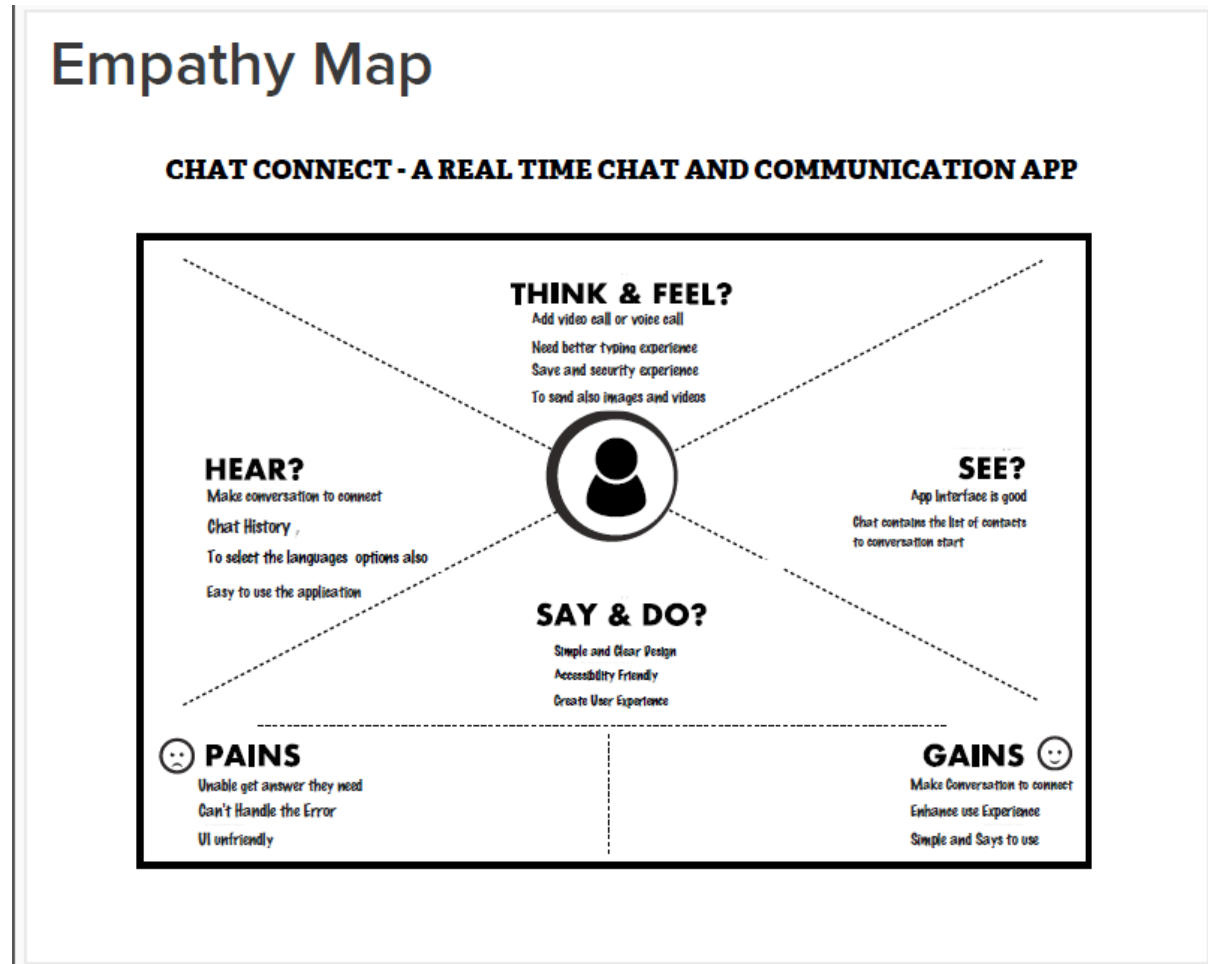 Empathy Map
CHAT CONNECT - A REAL TIME CHAT AND COMMUNICATION APP
THINK & FEEL?
Add video call or voice call
Need better typing experience
Save and security experience
To send also images and videos
HEAR?
Make conversation to connect
Chat History ,
To select the languages options also
Easy to use the application
SEE?
App Interface is good
Chat contains the list of contacts
to conversation start
SAY & DO?
Simple and Clear Design
Accessibility Friendly
Create User Experience
PAINS
Unable get answer they need
Can't Handle the Error
UI unfriendly
GAINS
Make Conversation to connect
Enhance use Experience
Simple and Says to use